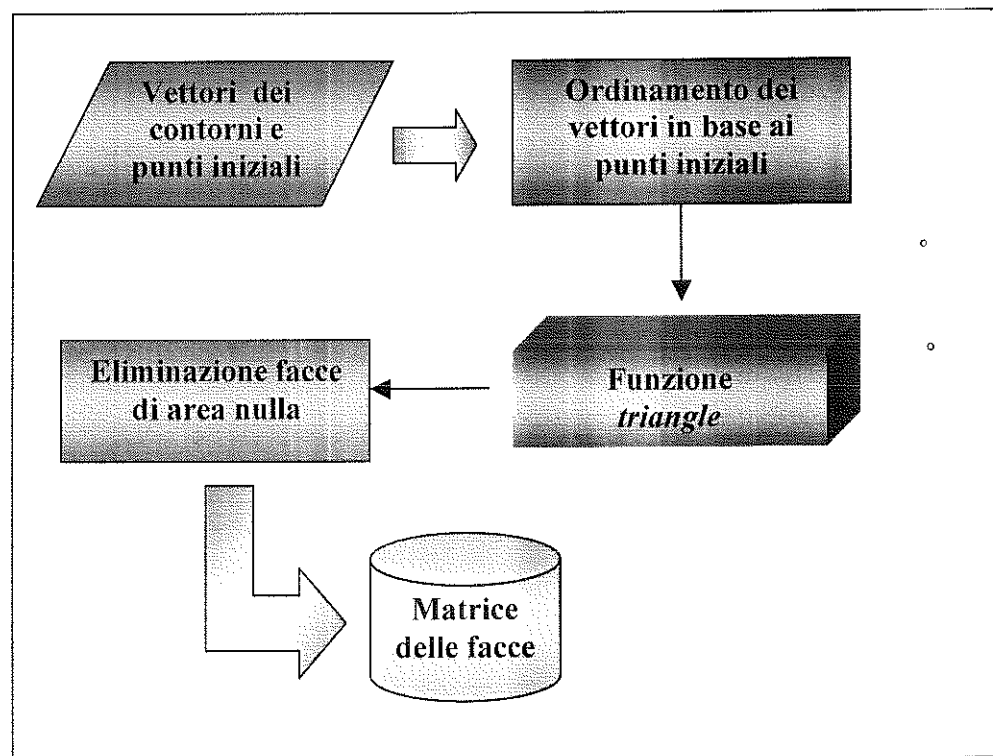 Vettori dei
contorni e
punti iniziali
Ordinamento dei
vettori in base ai
punti iniziali
Funzione
triangle
Eliminazione facce
di area nulla
Matrice
delle facce